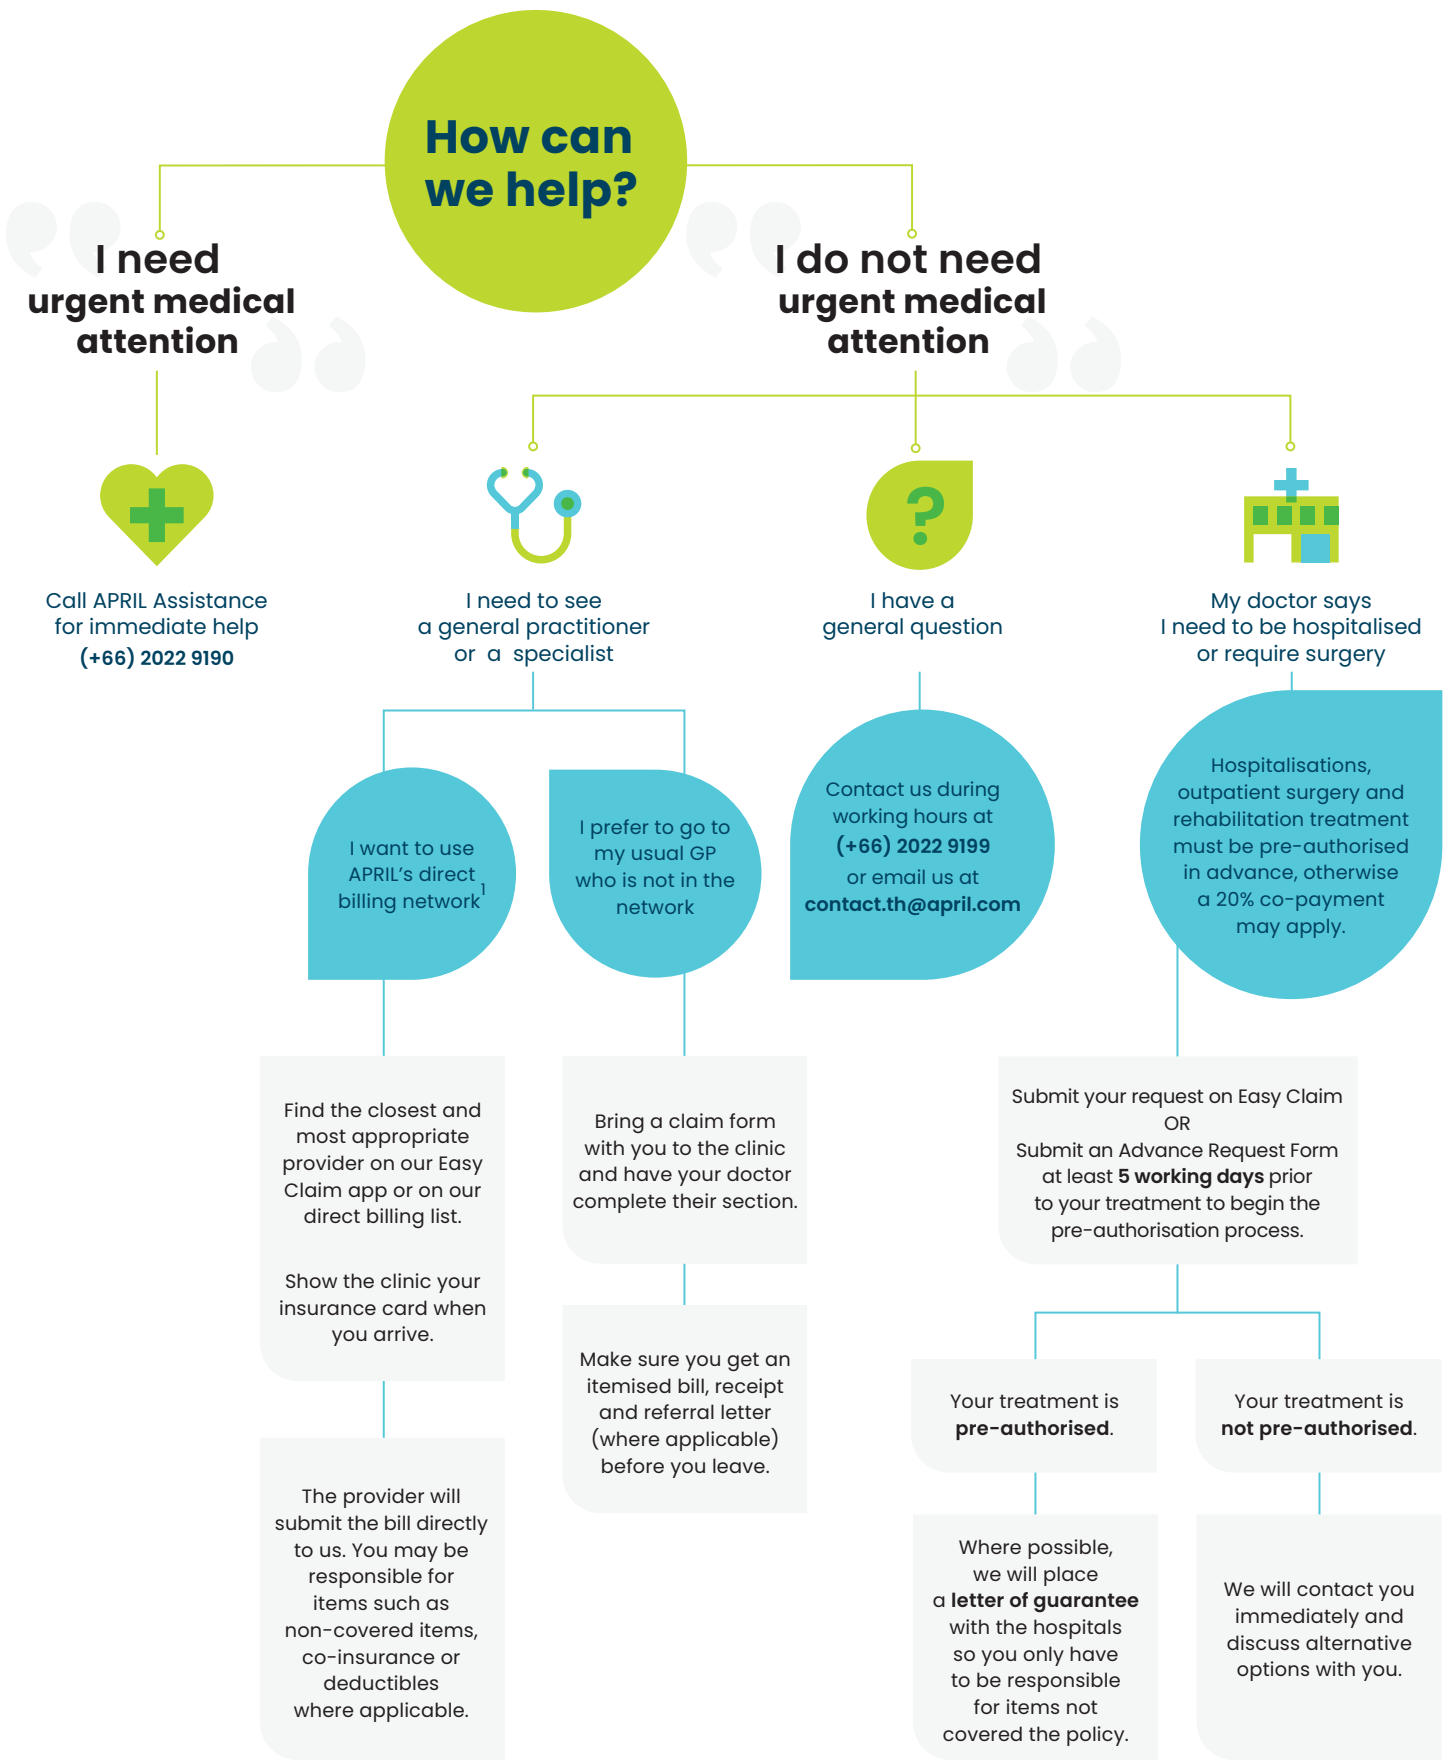 How can
we help?
I need
urgent medical
attention
I do not need
urgent medical
attention
Call APRIL Assistance
for immediate help
(+66) 2022 9190
I need to see
a general practitioner
or a specialist
I have a
general question
My doctor says
I need to be hospitalised
or require surgery
I want to use
APRIL's direct
billing network1
I prefer to go to
my usual GP
who is not in the
network
Contact us during
working hours at
(+66) 2022 9199
or email us at
contact.th@april.com
Hospitalisations,
outpatient surgery and
rehabilitation treatment
must be pre-authorised
in advance, otherwise
a 20% co-payment
may apply.
Find the closest and
most appropriate
provider on our Easy
Claim app or on our
direct billing list.
Show the clinic your
insurance card when
you arrive.
The provider will
submit the bill directly
to us. You may be
responsible for
items such as
non-covered items,
co-insurance or
deductibles
where applicable.
Bring a claim form
with you to the clinic
and have your doctor
complete their section.
Make sure you get an
itemised bill, receipt
and referral letter
(where applicable)
before you leave.
Submit your request on Easy Claim
OR
Submit an Advance Request Form
at least 5 working days prior
to your treatment to begin the
pre-authorisation process.
Your treatment is
pre-authorised.
Where possible,
we will place
a letter of guarantee
with the hospitals
so you only have
to be responsible
for items not
covered the policy.
Your treatment is
not pre-authorised.
We will contact you
immediately and
discuss alternative
options with you.